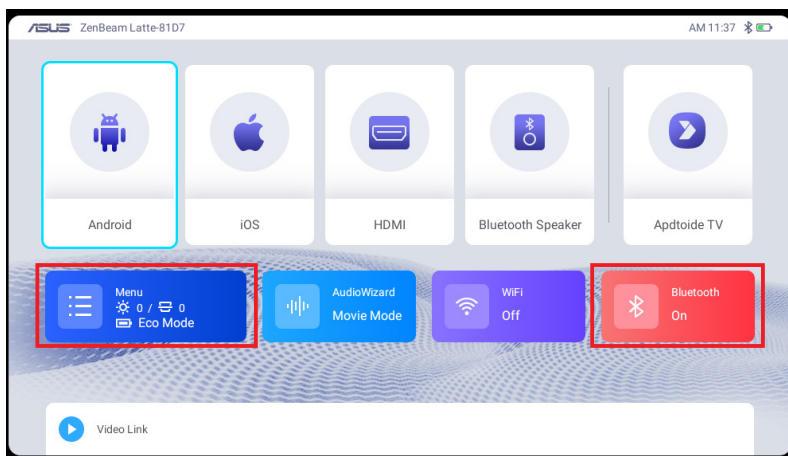 ASUS ZenBeam Latte-81D7 AM 11:37
Android iOS HDMI Bluetooth Speaker Apdtoide TV
Menu
0 / 0
Eco Mode
AudioWizard
Movie Mode
WiFi
Off
Bluetooth
On
Video Link